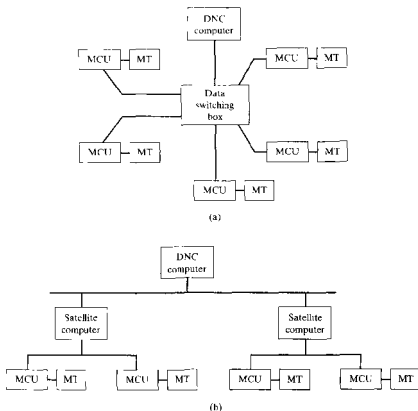 DNC
computer
MCU MT
MCU MT
Data
switching
box
MCU MT
MCU MT
MCU MT
(a)
DNC
computer
Satellite
computer
Satellite
computer
MCU MT
MCU MT
MCU MT
MCU MT
(b)